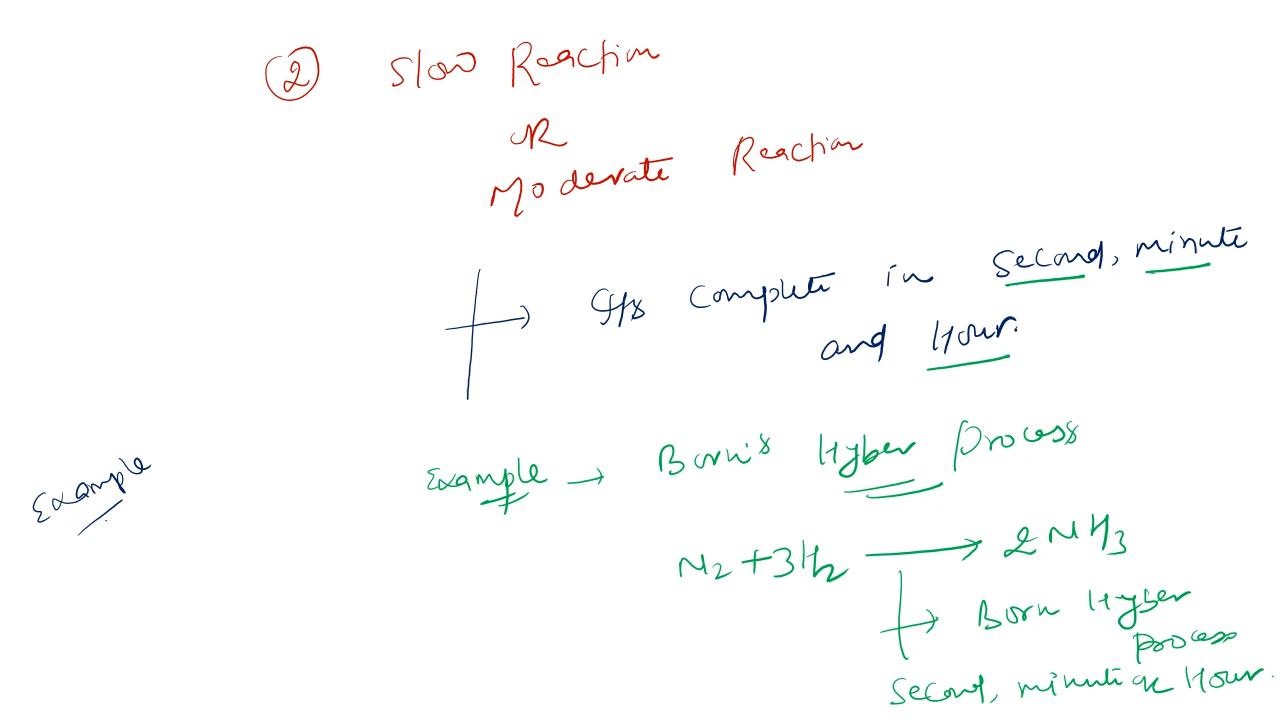 ② Slow Reaction
OR
Moderate Reaction
It's complete in second, minute
and Hour.
Example
Example → Born's Hyber process
N2 + 3H2 → 2NH3
→ Born Hyber
process
Second, minute or Hour.